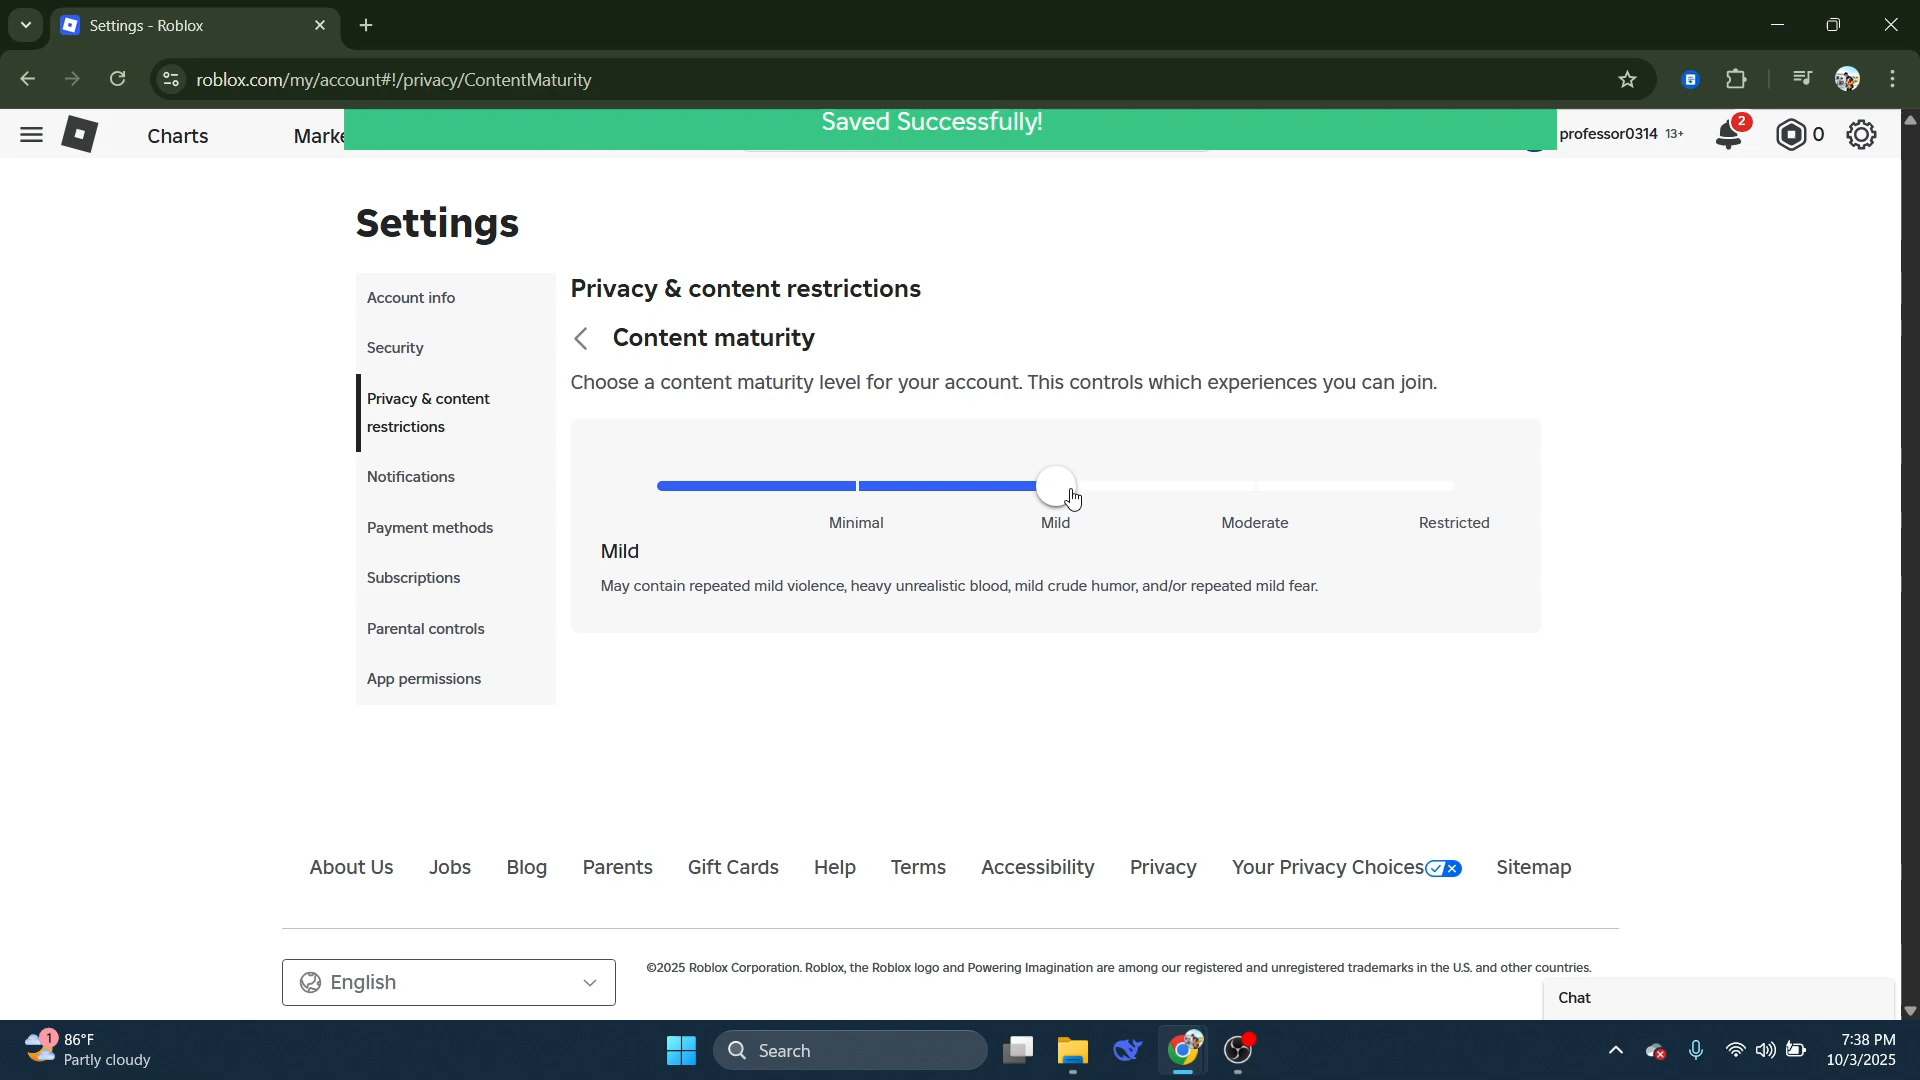 Settings - Roblox
roblox.com/my/account#!/privacy/ContentMaturity
Saved Successfully!
Charts
Marke
professor0314 13+
2
0
Settings
Account info
Security
Privacy & content
restrictions
Notifications
Payment methods
Subscriptions
Parental controls
App permissions
Privacy & content restrictions
Content maturity
Choose a content maturity level for your account. This controls which experiences you can join.
Minimal Mild Moderate Restricted
Mild
May contain repeated mild violence, heavy unrealistic blood, mild crude humor, and/or repeated mild fear.
About Us Jobs Blog Parents Gift Cards Help Terms Accessibility Privacy Your Privacy Choices Sitemap
English
©2025 Roblox Corporation. Roblox, the Roblox logo and Powering Imagination are among our registered and unregistered trademarks in the U.S. and other countries.
Chat
1
86°F
Partly cloudy
Search
7:38 PM
10/3/2025